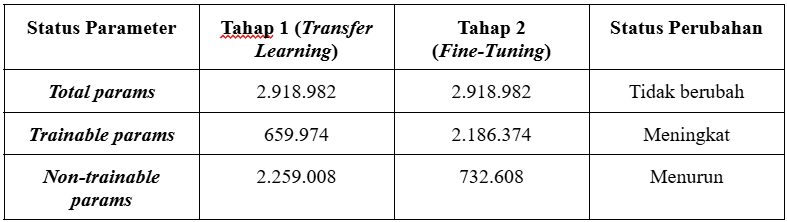 Status Parameter Tahap 1 (Transfer Tahap 2 Status Perubahan
Learning) (Fine-Tuning)
Total params 2.918.982 2.918.982 Tidak berubah
Trainable params 659.974 2.186.374 Meningkat
Non-trainable 2.259.008 732.608 Menurun
params